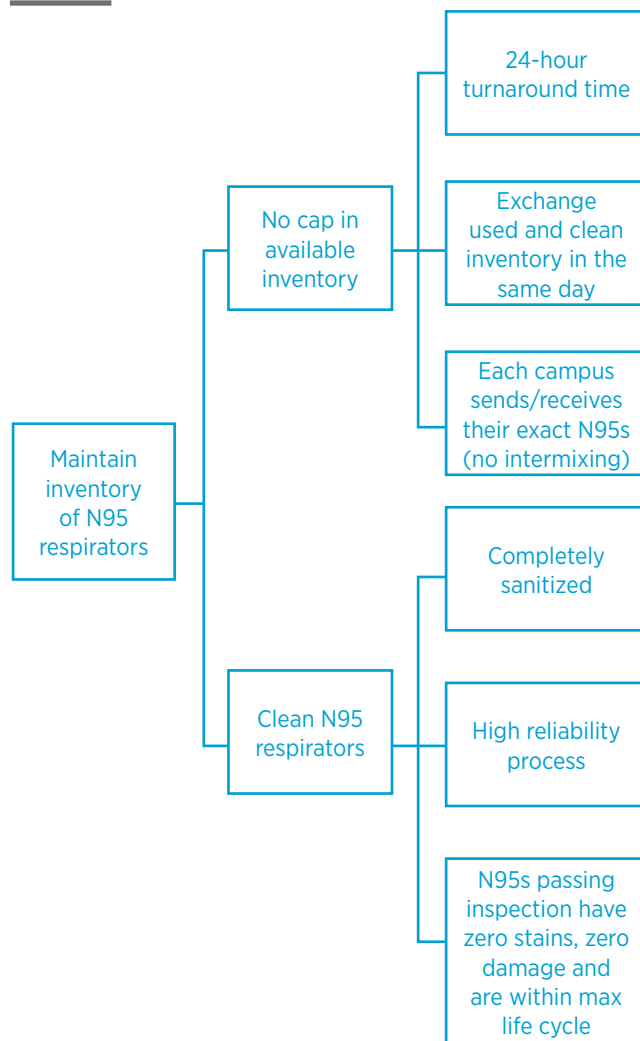 24-hour
turnaround time
No cap in
available
inventory
Exchange
used and clean
inventory in the
same day
Each campus
sends/receives
their exact N95s
(no intermixing)
Maintain
inventory
of N95
respirators
Completely
sanitized
Clean N95
respirators
High reliability
process
N95s passing
inspection have
zero stains, zero
damage and
are within max
life cycle